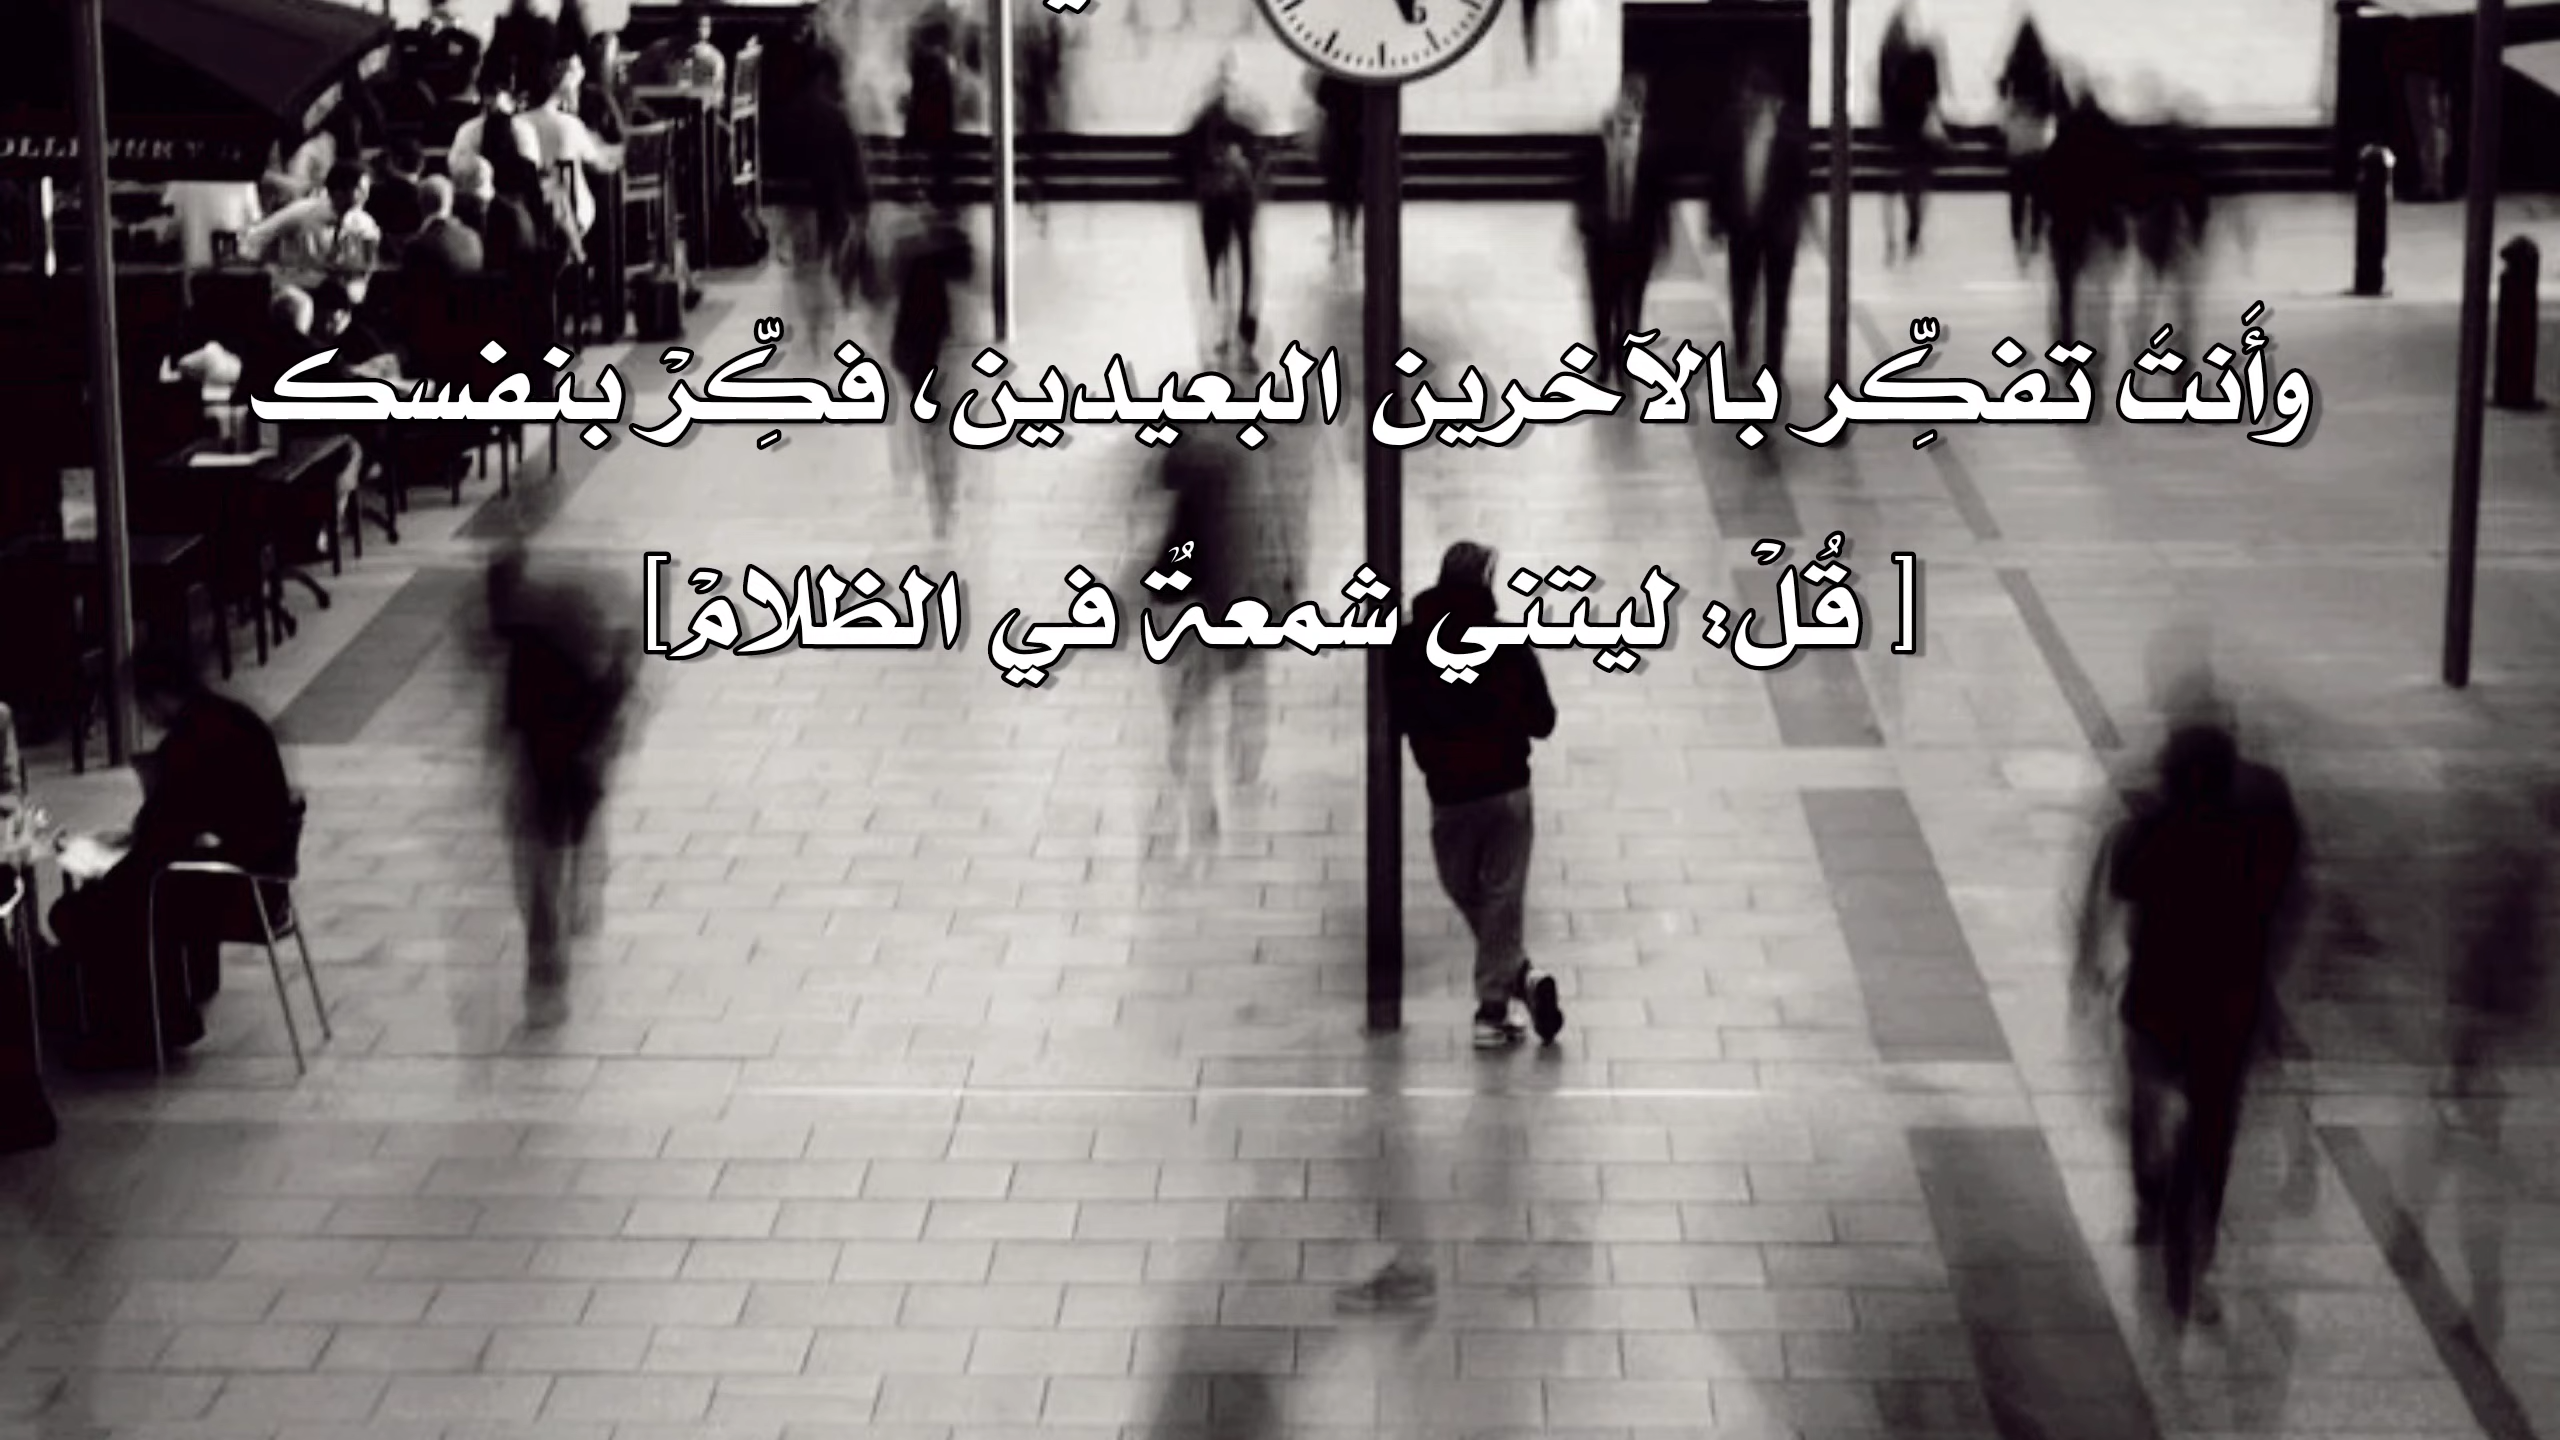 وأَنتَ تفكِّر بالآخرين البعيدين، فكِّرْ بنفسك
[ قُلْ: ليتني شمعةٌ في الظلامْ]